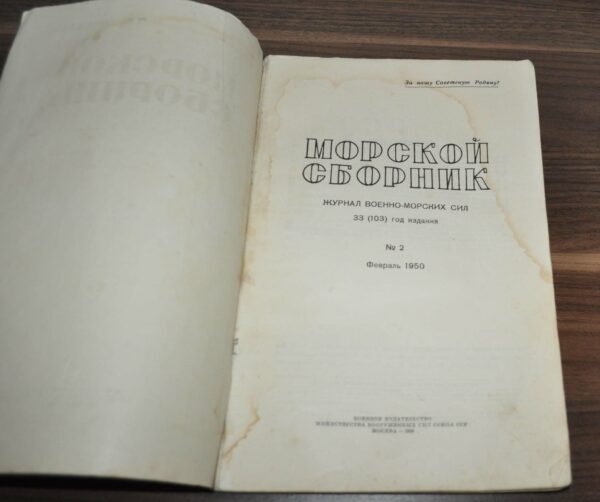 За нашу Советскую Родину!
МОРСКОЙ
СБОРНИК
ЖУРНАЛ ВОЕННО-МОРСКИХ СИЛ
33 (103) год издания
№ 2
Февраль 1950
ВОЕННОЕ ИЗДАТЕЛЬСТВО
МИНИСТЕРСТВА ВООРУЖЕННЫХ СИЛ СОЮЗА ССР
МОСКВА — 1950